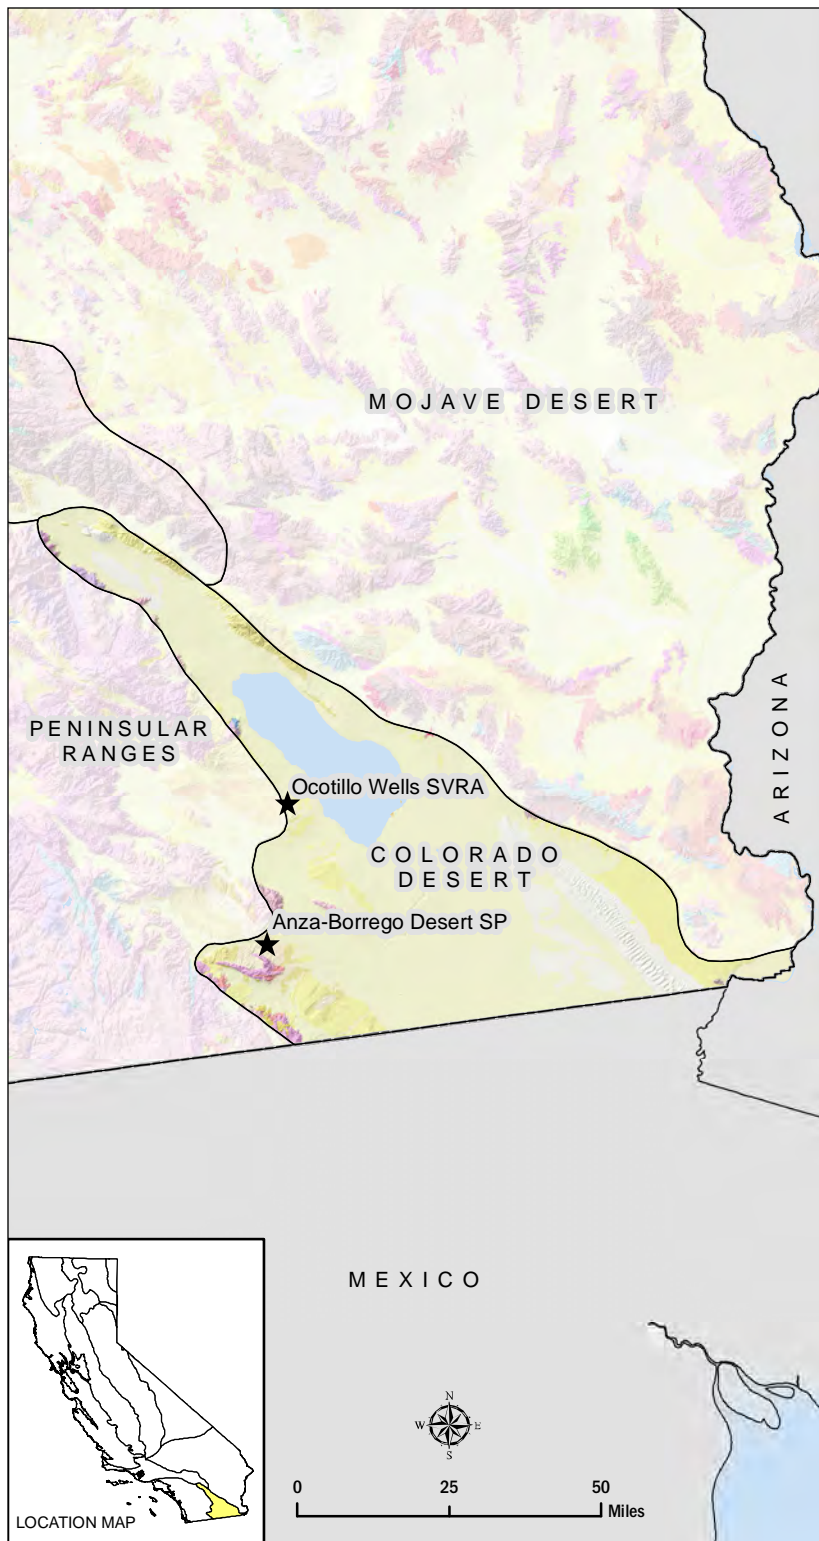 MOJAVE DESERT
PENINSULAR
RANGES
ARIZONA
Ocotillo Wells SVRA
COLORADO
DESERT
Anza-Borrego Desert SP
MEXICO
N
W E
S
0 25 50
Miles
LOCATION MAP